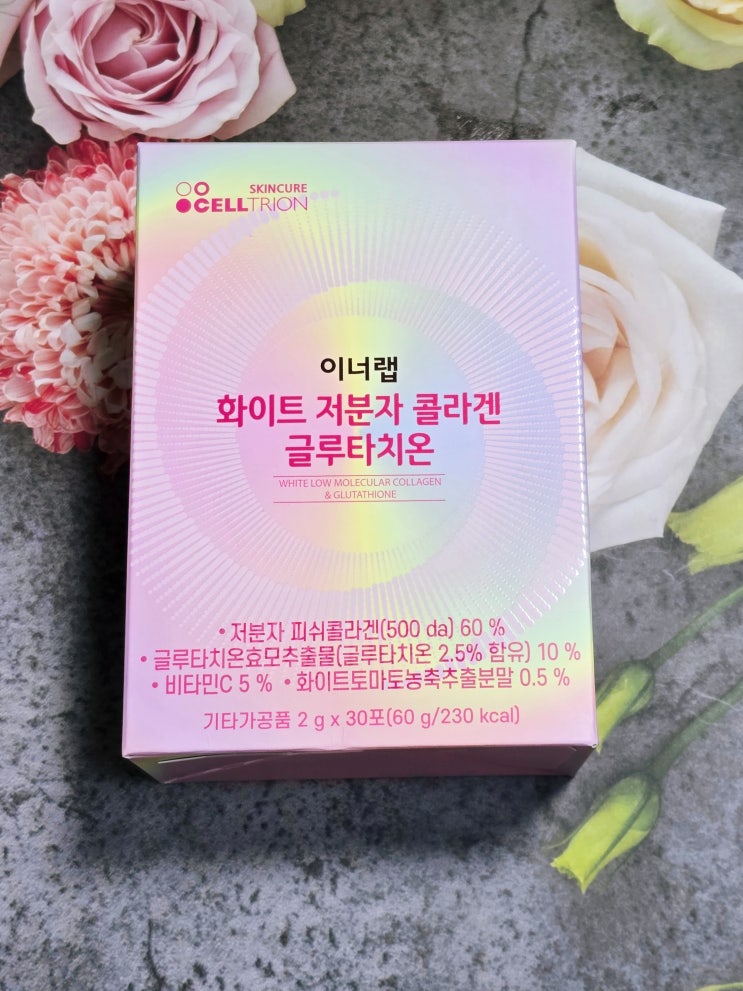 SKINCURE
CELLTRION
이너랩
화이트 저분자 콜라겐
글루타치온
WHITE LOW MOLECULAR COLLAGEN
& GLUTATHIONE
• 저분자 피쉬콜라겐(500 da) 60 %
• 글루타치온효모추출물(글루타치온 2.5% 함유) 10 %
• 비타민C 5 % • 화이트토마토농축추출분말 0.5 %
기타가공품 2 g x 30포(60 g/230 kcal)